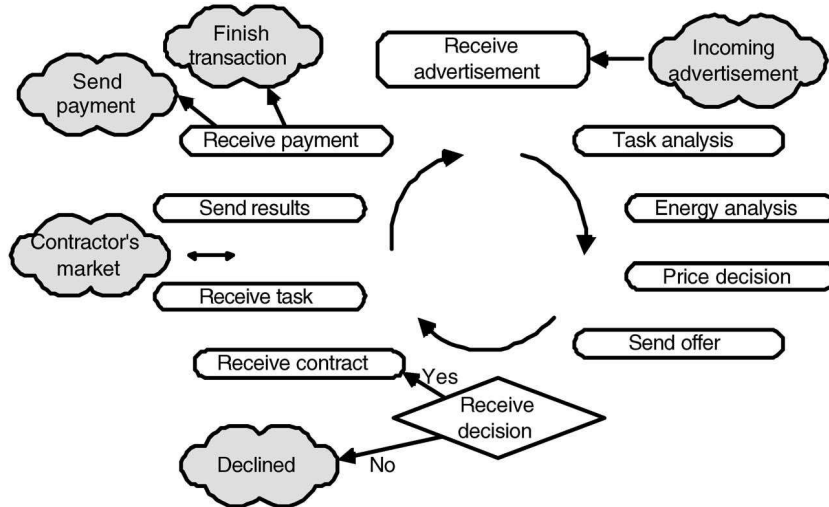 Finish
transaction
Receive
advertisement
Incoming
advertisement
Send
payment
Receive payment
Task analysis
Send results
Energy analysis
Contractor's
market
Receive task
Price decision
Send offer
Receive contract
Yes
Receive
decision
No
Declined